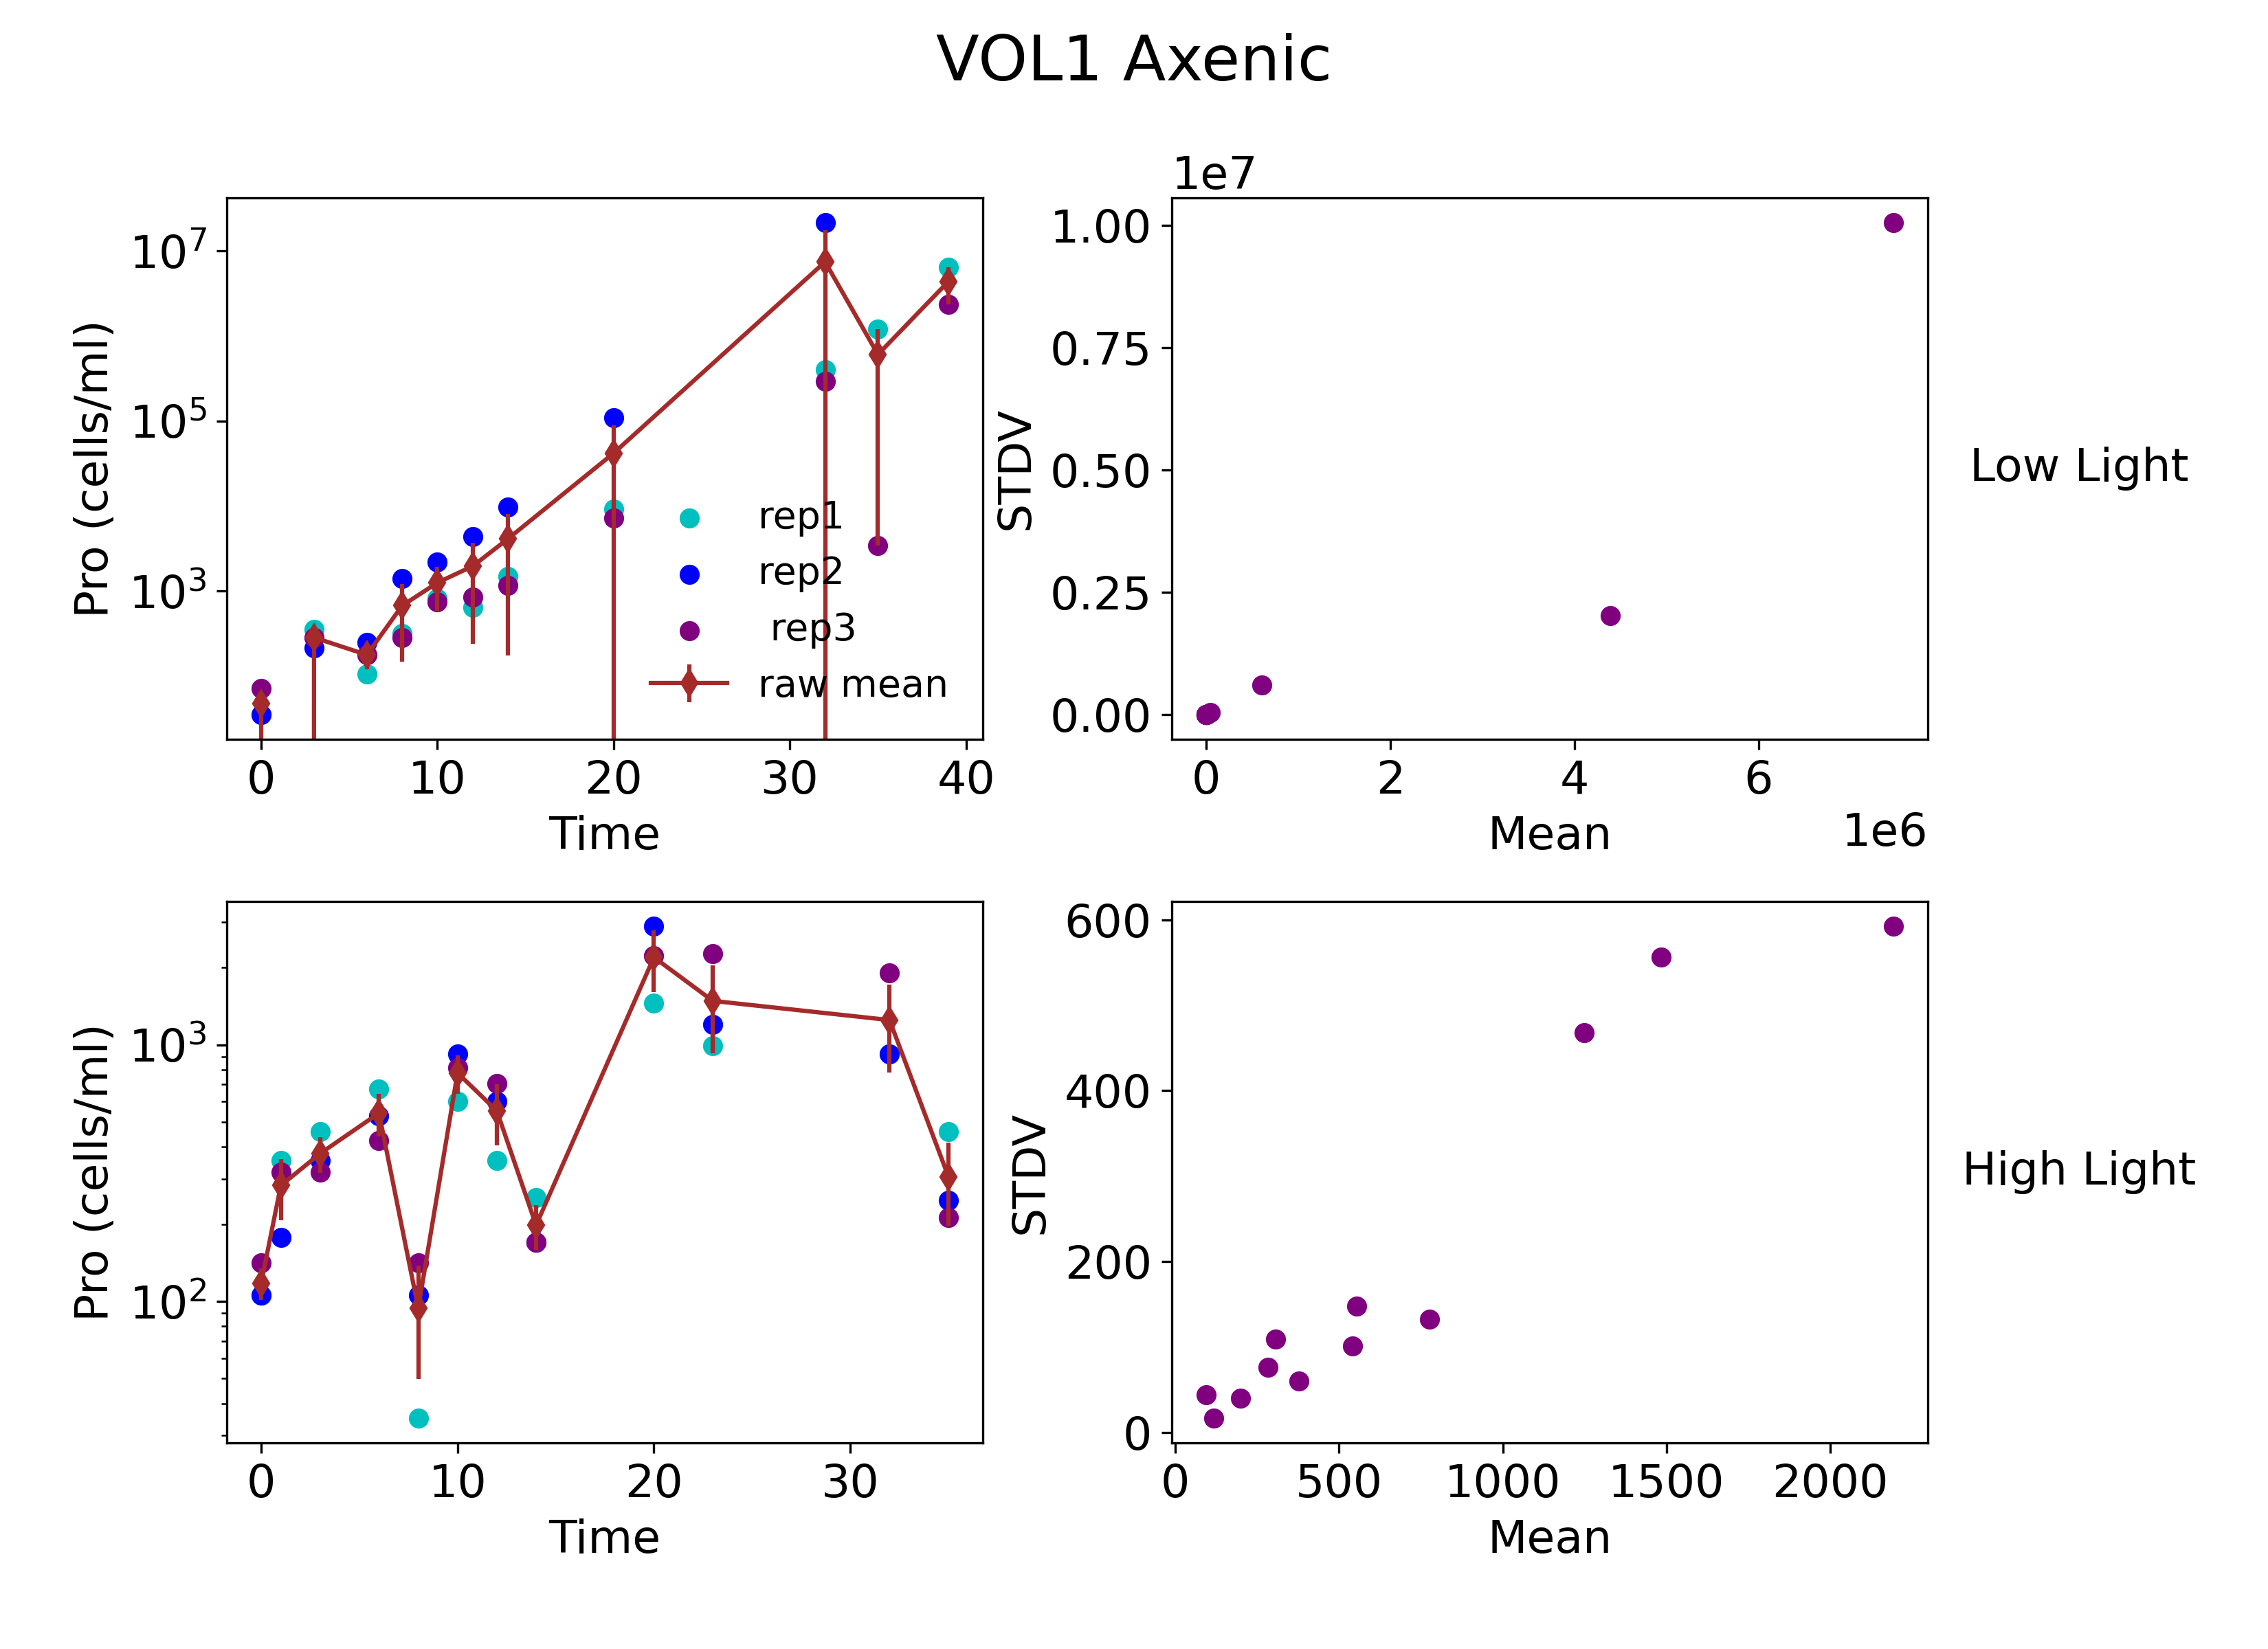 VOL1 Axenic
1e7
Pro (cells/ml)
10^7
10^5
10^3
0 10 20 30 40
Time
rep1
rep2
rep3
raw mean
STDV
1.00
0.75
0.50
0.25
0.00
0 2 4 6
Mean
1e6
Low Light
Pro (cells/ml)
10^3
10^2
0 10 20 30
Time
STDV
600
400
200
0
0 500 1000 1500 2000
Mean
High Light